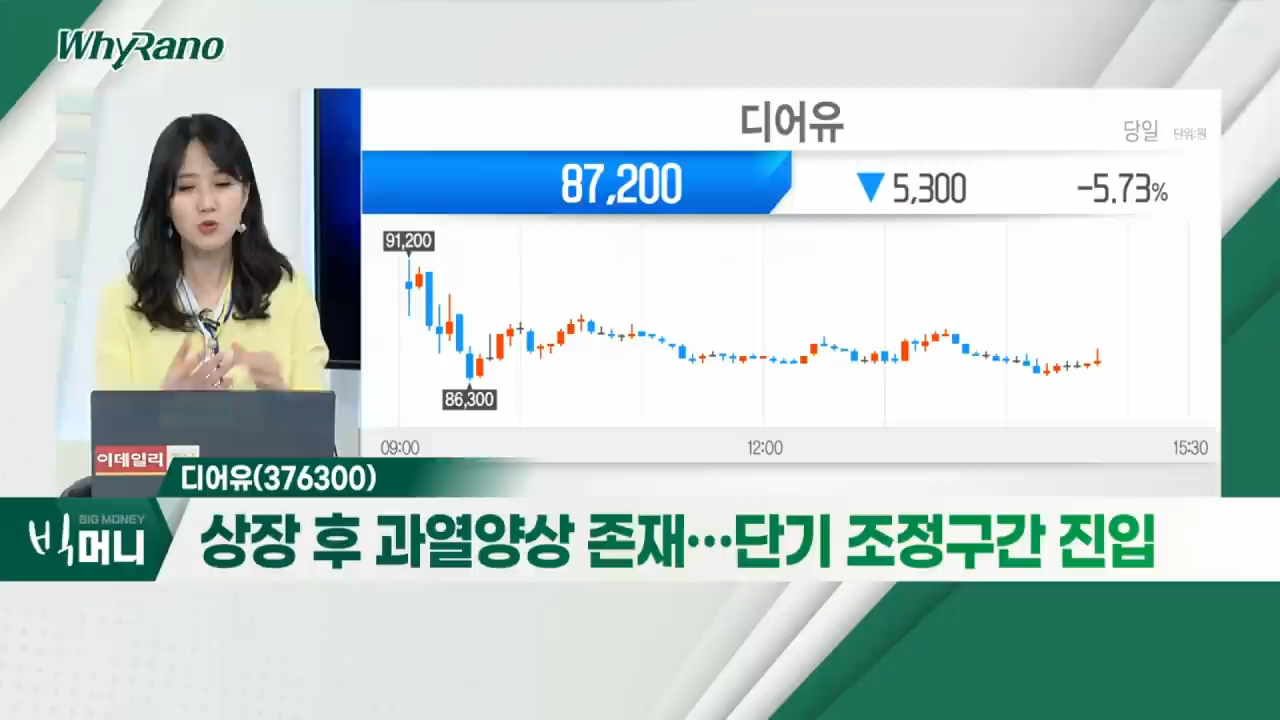 WhyRano
디어유
당일 단위:원
87,200 ▼5,300 -5.73%
91,200
86,300
09:00 12:00 15:30
이데일리
디어유(376300)
BIG MONEY
빅머니
상장 후 과열양상 존재…단기 조정구간 진입